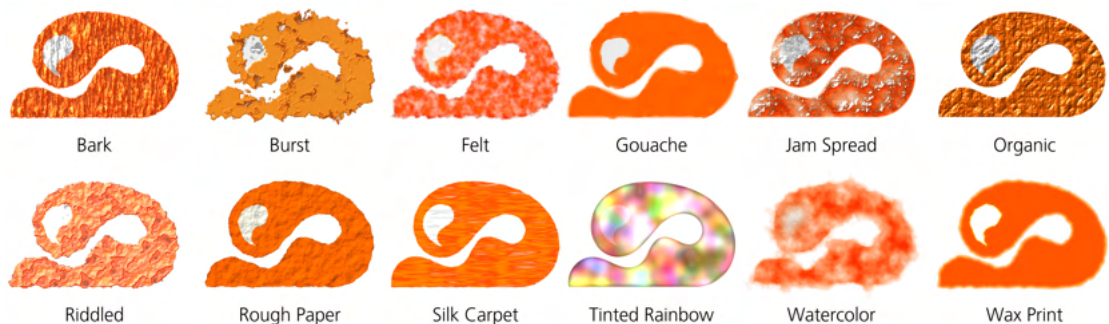 Bark Burst Felt Gouache Jam Spread Organic
Riddled Rough Paper Silk Carpet Tinted Rainbow Watercolor Wax Print